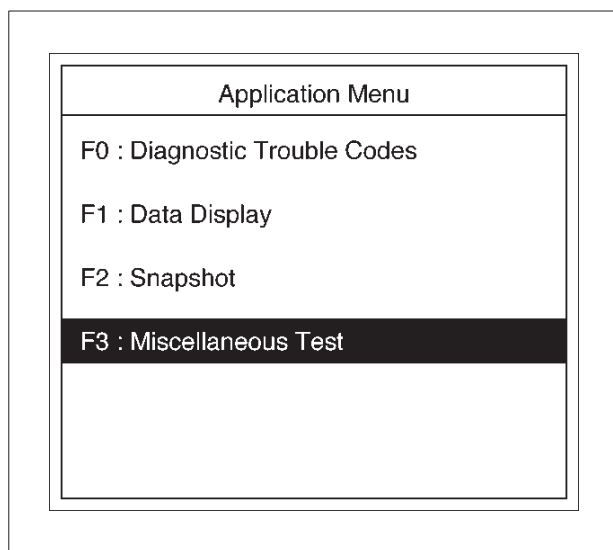 Application Menu
F0 : Diagnostic Trouble Codes
F1 : Data Display
F2 : Snapshot
F3 : Miscellaneous Test